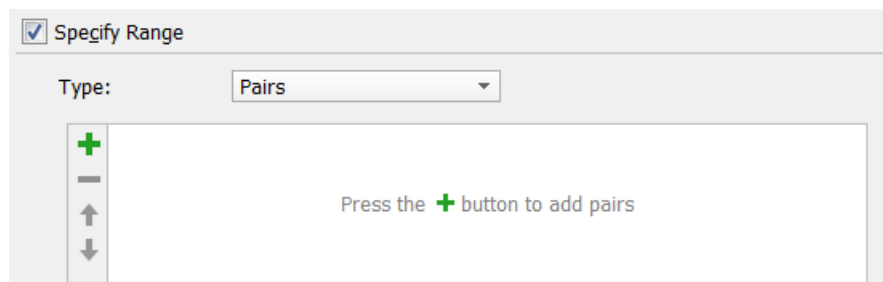 Specify Range
Type:
Pairs
Press the + button to add pairs